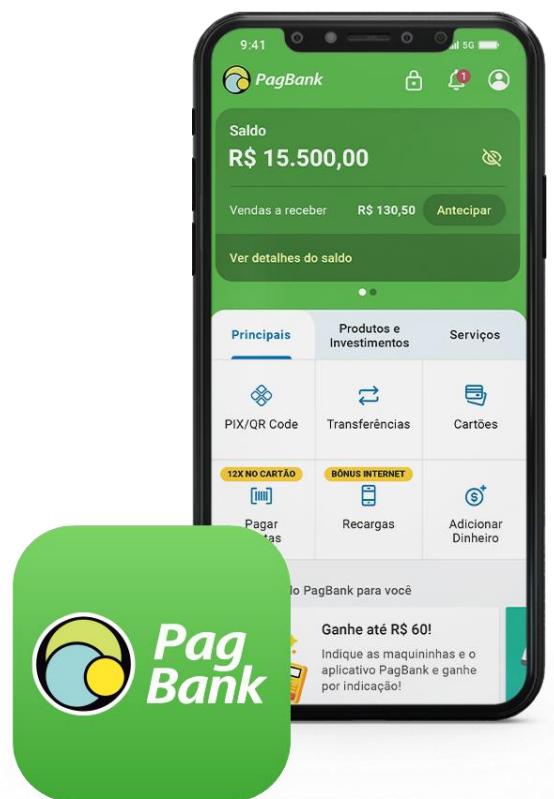 9:41
5G
PagBank
1
Saldo
R$ 15.500,00
Vendas a receber R$ 130,50 Antecipar
Ver detalhes do saldo
Principais
Produtos e
Investimentos
Serviços
PIX/QR Code
Transferências
Cartões
12X NO CARTÃO
BÔNUS INTERNET
Pagar
Recargas
Adicionar
Dinheiro
PagBank para você
Ganhe até R$ 60!
Indique as maquininhas e o
aplicativo PagBank e ganhe
por indicação!
Pag
Bank